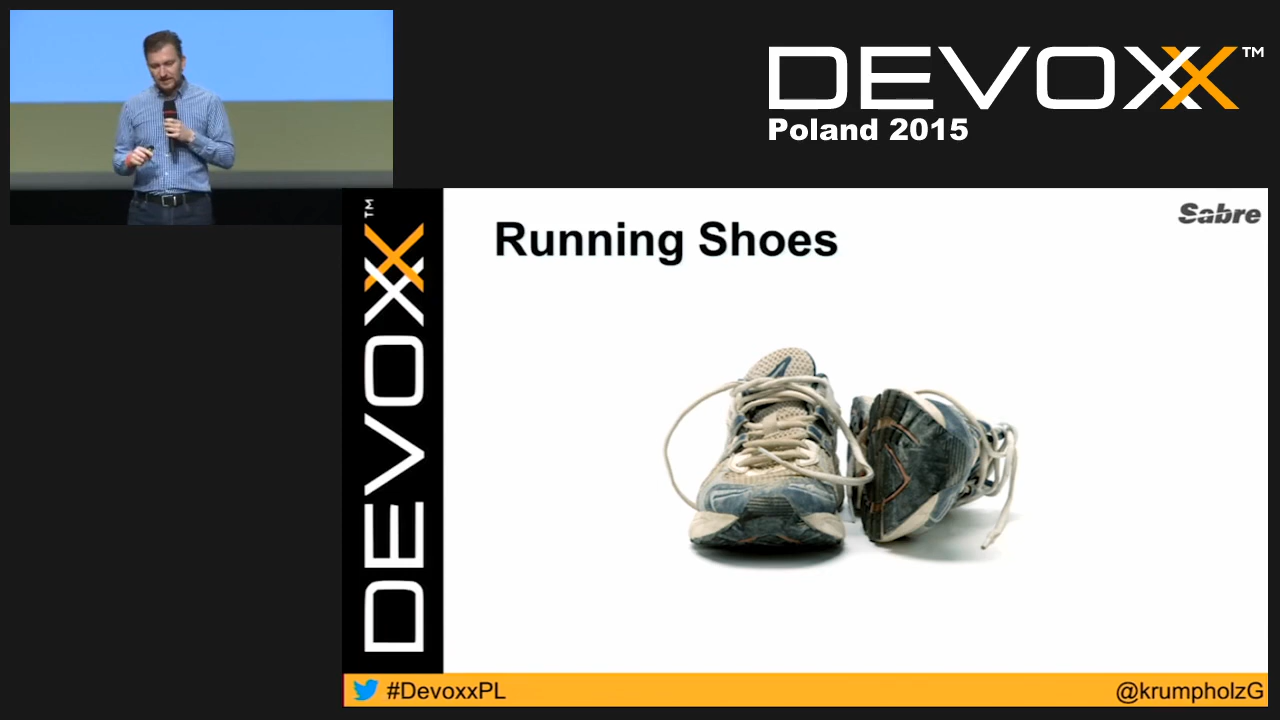 DEVOXX™
Poland 2015
DEVOXX™
Running Shoes
Sabre
#DevoxxPL
@krumpholzG